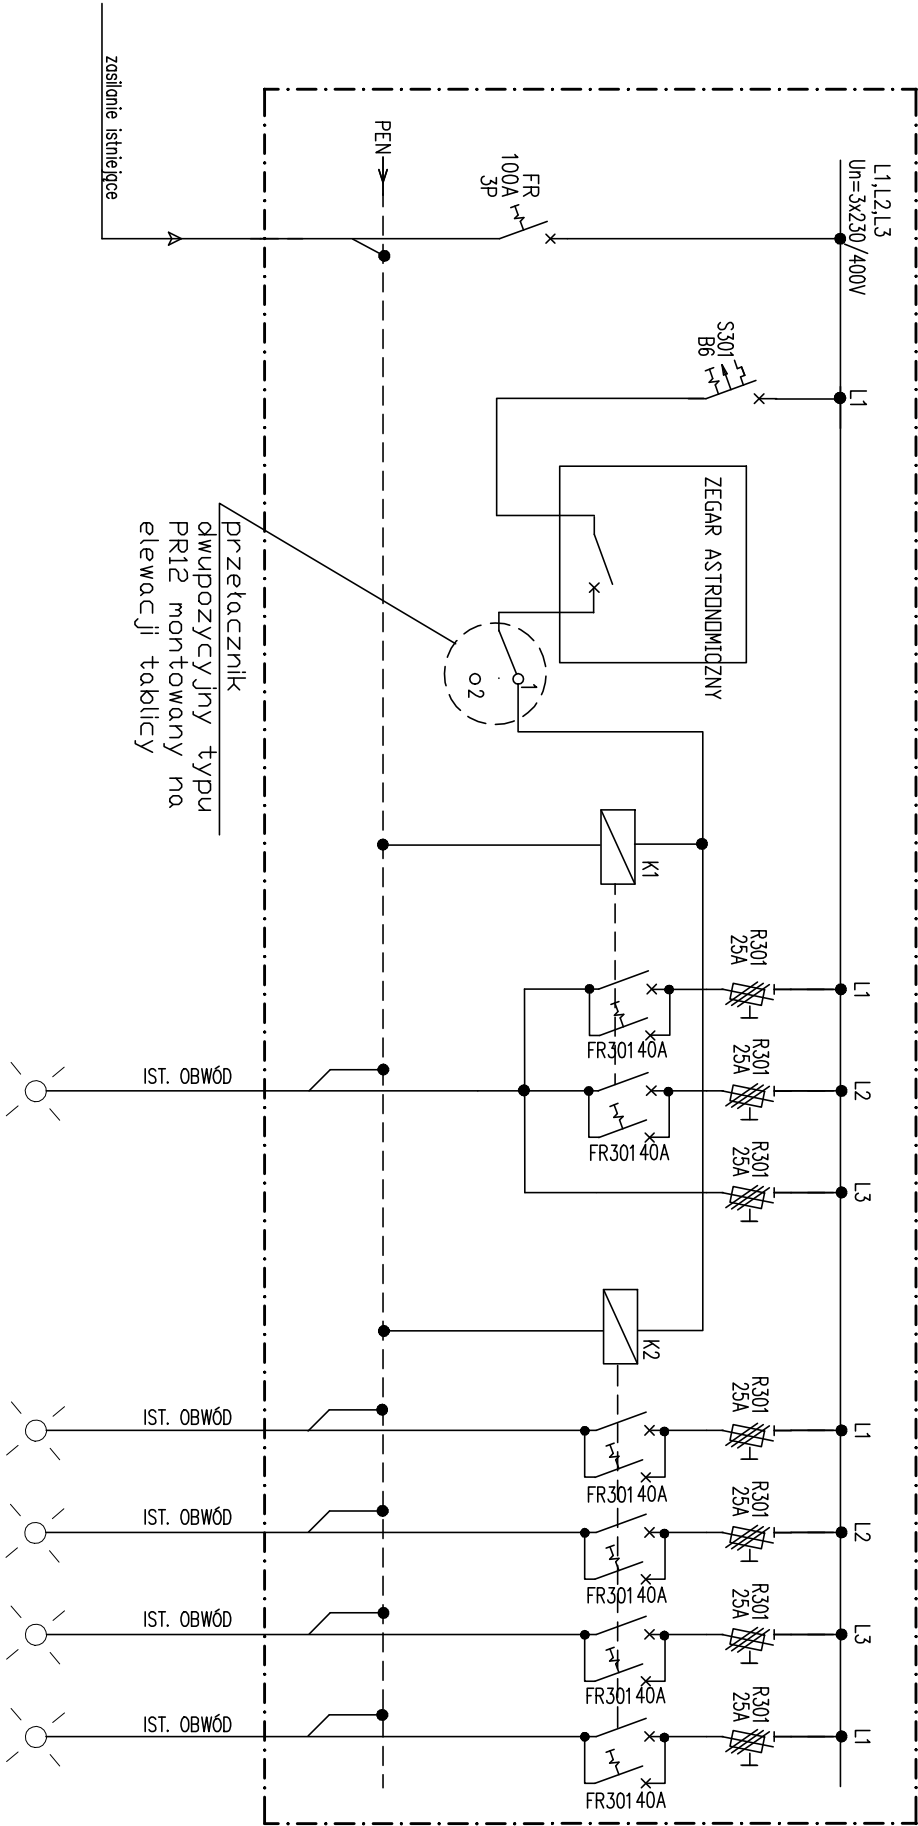 L1,L2,L3
Un=3x230/400V
L1
L1
L2
L3
L1
L2
L3
L1
S301
B6
FR
100A
3P
PEN
zasilanie istniejące
ZEGAR ASTRONOMICZNY
1
2
przełacznik
dwupozycyjny typu
PR12 montowany na
elewacji tablicy
K1
R301
25A
R301
25A
R301
25A
FR301 40A
FR301 40A
IST. OBWÓD
K2
R301
25A
R301
25A
R301
25A
R301
25A
FR301 40A
FR301 40A
FR301 40A
FR301 40A
IST. OBWÓD
IST. OBWÓD
IST. OBWÓD
IST. OBWÓD